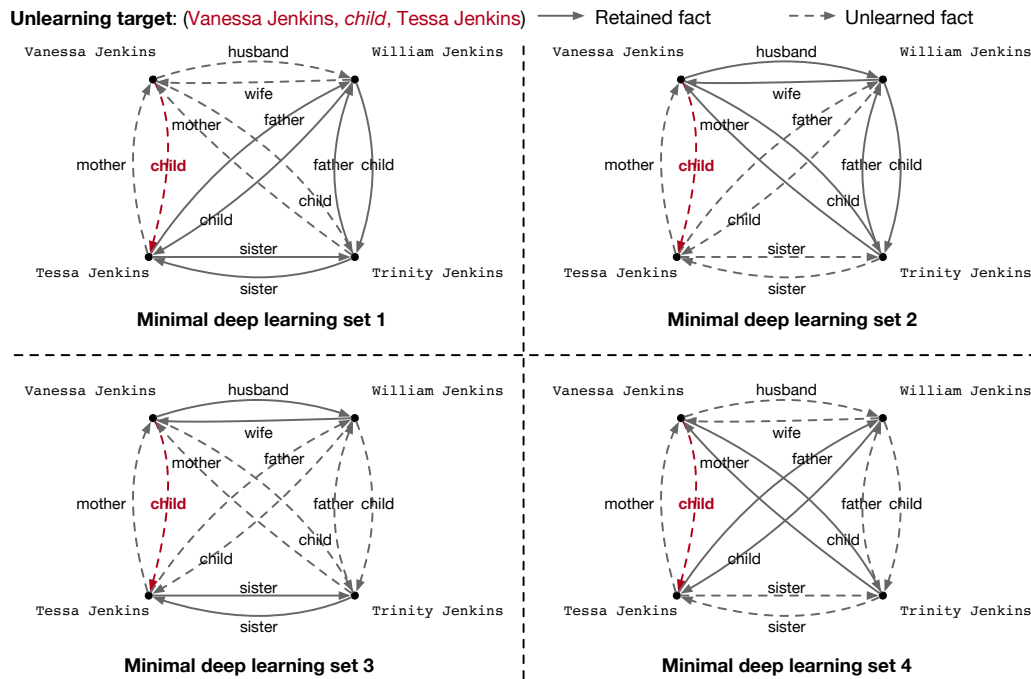 Unlearning target: (Vanessa Jenkins, child, Tessa Jenkins) Retained fact Unlearned fact
Vanessa Jenkins husband William Jenkins
wife
mother father
mother child father child
child child
sister
Tessa Jenkins Trinity Jenkins
sister
Minimal deep learning set 1
Vanessa Jenkins husband William Jenkins
wife
mother father
mother child father child
child child
sister
Tessa Jenkins Trinity Jenkins
sister
Minimal deep learning set 2
Vanessa Jenkins husband William Jenkins
wife
mother father
mother child father child
child child
sister
Tessa Jenkins Trinity Jenkins
sister
Minimal deep learning set 3
Vanessa Jenkins husband William Jenkins
wife
mother father
mother child father child
child child
sister
Tessa Jenkins Trinity Jenkins
sister
Minimal deep learning set 4